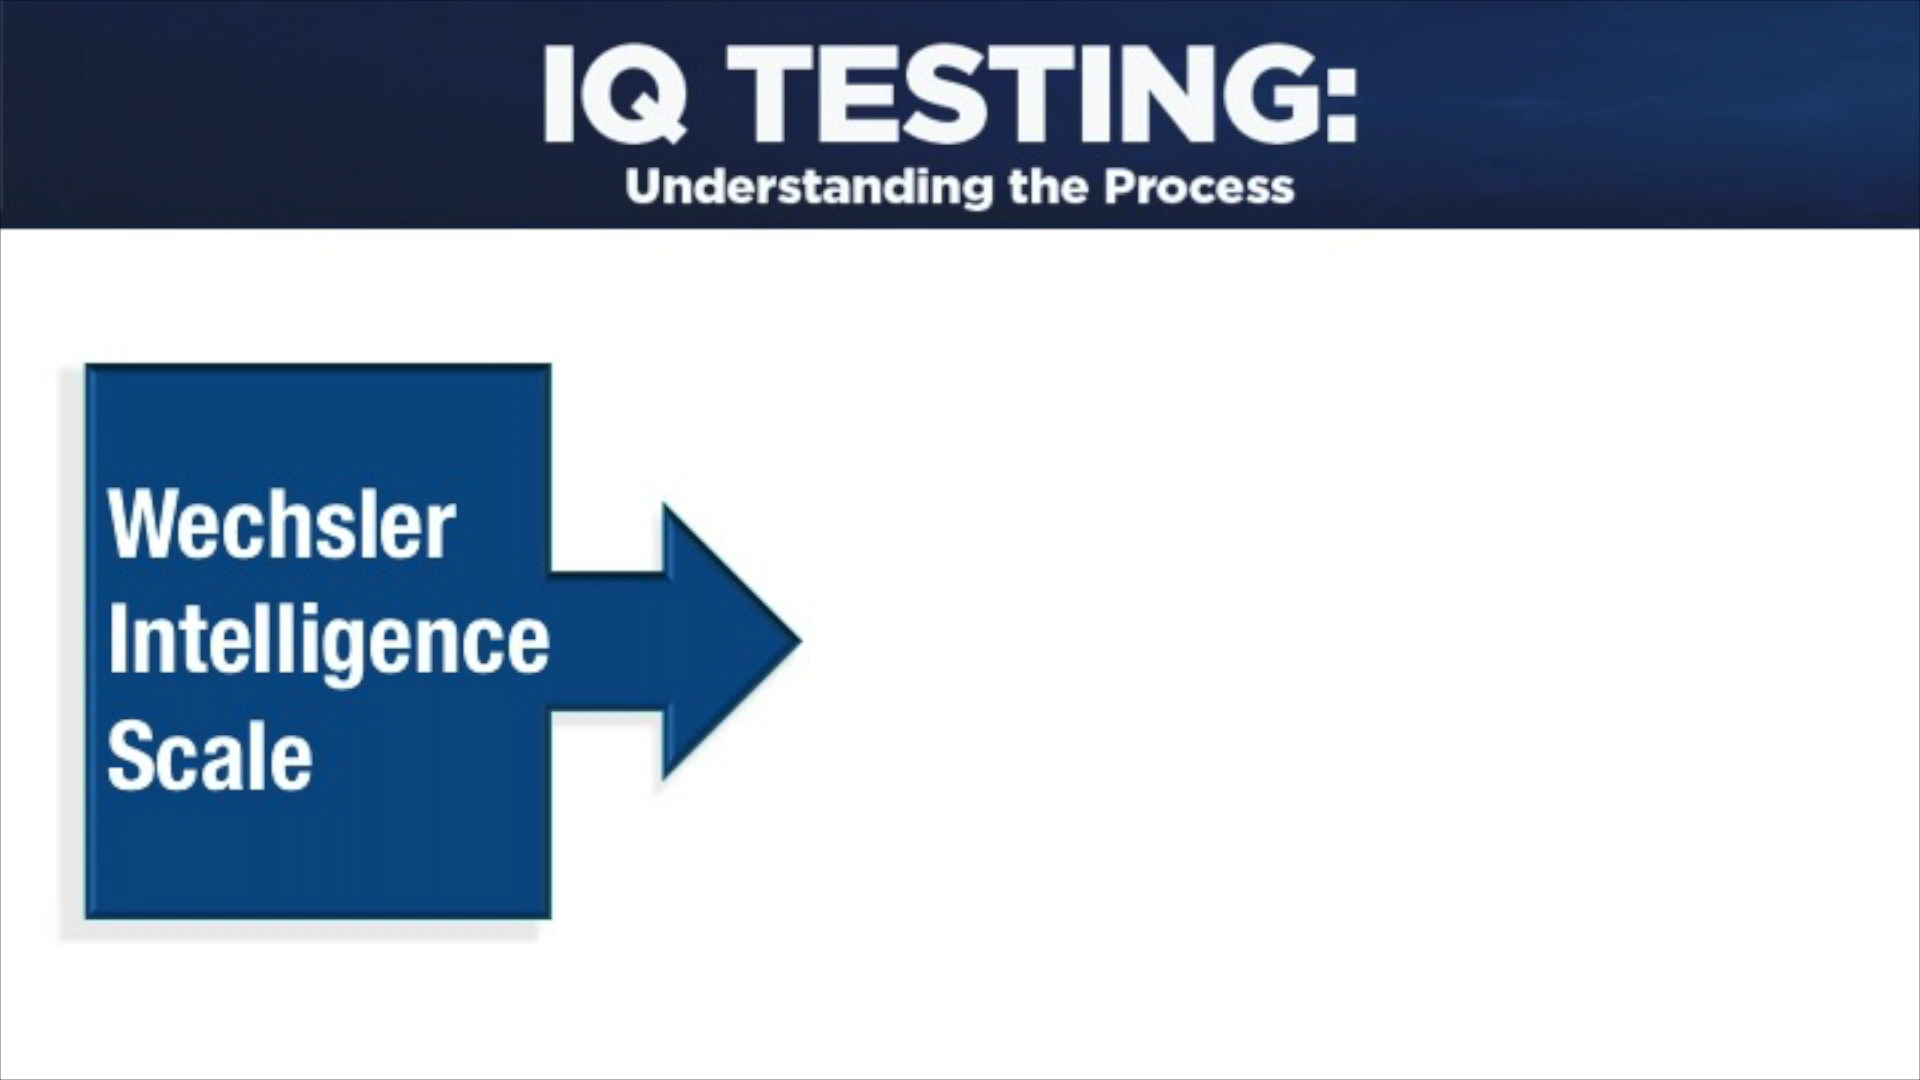 IQ TESTING:
Understanding the Process
Wechsler
Intelligence
Scale